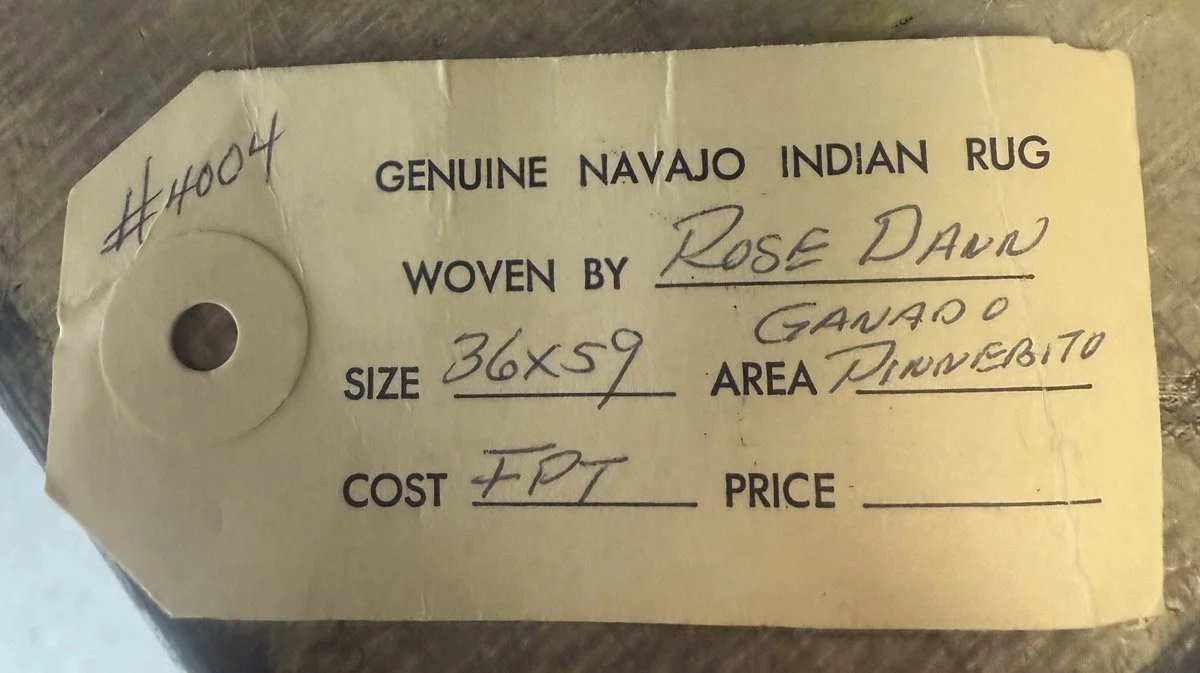 #4004
GENUINE NAVAJO INDIAN RUG
WOVEN BY ROSE DANN
GANADO
SIZE 36X59 AREA PINNEBITO
COST FPT PRICE